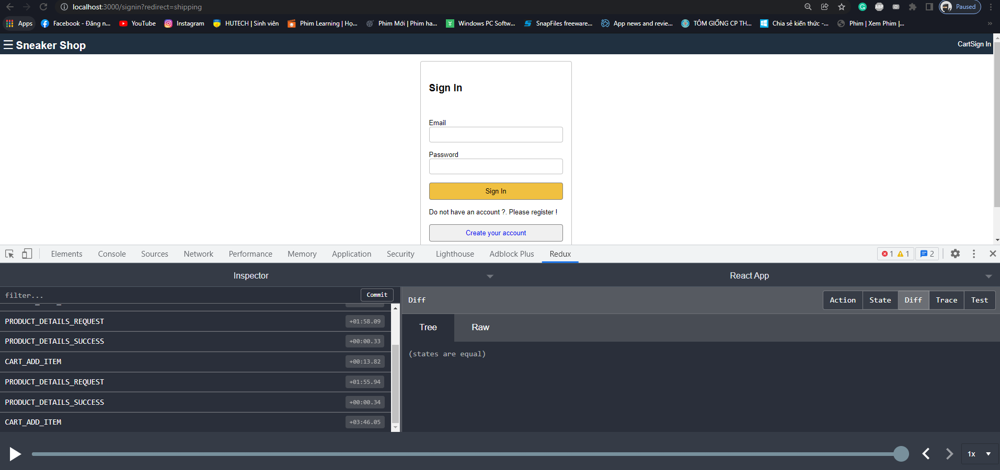 localhost:3000/signin?redirect=shipping
ABP
Paused
Apps
Facebook - Đăng n...
YouTube
Instagram
HUTECH | Sinh viên
Phim Learning | Họ...
Phim Mới | Phim ha...
Windows PC Softw...
SnapFiles freeware...
App news and revie...
TÔM GIỐNG CP TH...
Chia sẻ kiến thức -...
Phim | Xem Phim |...
»
Sneaker Shop
CartSign In
Sign In
Email
Password
Sign In
Do not have an account ?. Please register !
Create your account
Elements Console Sources Network Performance Memory Application Security Lighthouse Adblock Plus Redux
1 1 2
Inspector
React App
filter...
Commit
Diff
Action State Diff Trace Test
Tree Raw
(states are equal)
PRODUCT_DETAILS_REQUEST +01:58.09
PRODUCT_DETAILS_SUCCESS +00:00.33
CART_ADD_ITEM +00:13.82
PRODUCT_DETAILS_REQUEST +01:55.94
PRODUCT_DETAILS_SUCCESS +00:00.34
CART_ADD_ITEM +03:46.05
1x